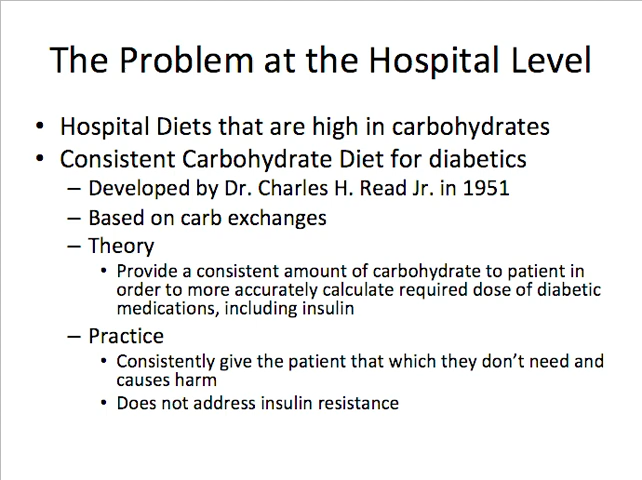 The Problem at the Hospital Level
• Hospital Diets that are high in carbohydrates
• Consistent Carbohydrate Diet for diabetics
– Developed by Dr. Charles H. Read Jr. in 1951
– Based on carb exchanges
– Theory
• Provide a consistent amount of carbohydrate to patient in
order to more accurately calculate required dose of diabetic
medications, including insulin
– Practice
• Consistently give the patient that which they don't need and
causes harm
• Does not address insulin resistance